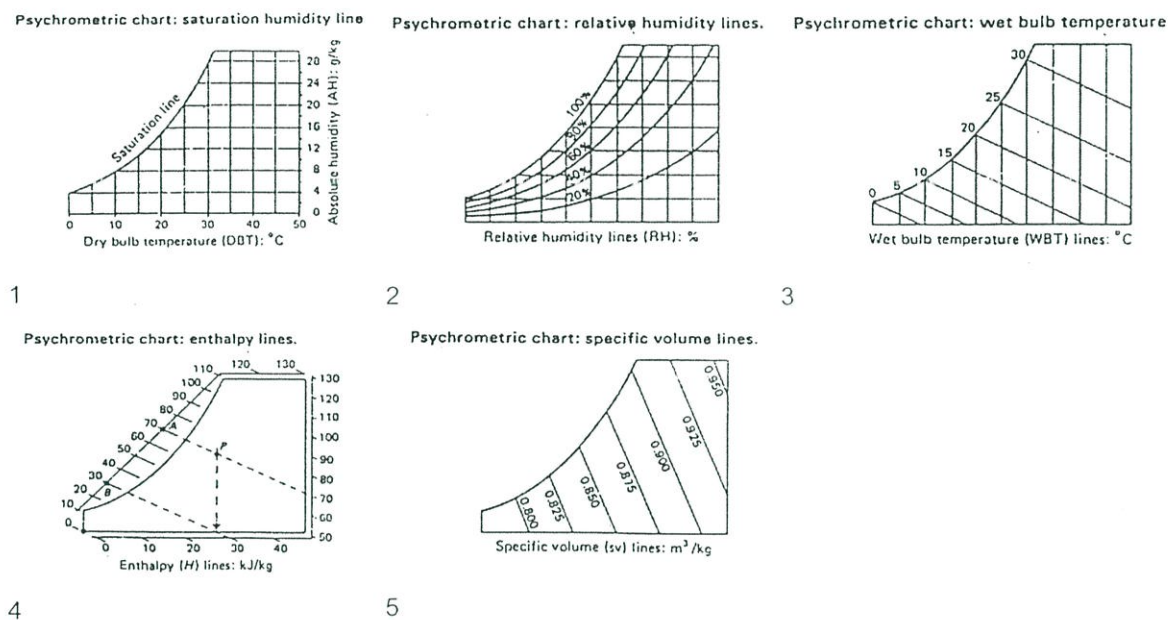 Psychrometric chart: saturation humidity line
Saturation line
28
24
20
16
12
8
4
0
Absolute humidity (AH): g/kg
0 10 20 30 40 50
Dry bulb temperature (DBT): °C
1
Psychrometric chart: relative humidity lines.
100%
80%
60%
40%
20%
Relative humidity lines (RH): %
2
Psychrometric chart: wet bulb temperature
30
25
20
15
10
5
0
Wet bulb temperature (WBT) lines: °C
3
Psychrometric chart: enthalpy lines.
110 120 130
100
90
80
70 A
60
50
40
30 B
20
10
0
P
130
120
110
100
90
80
70
60
50
0 10 20 30 40
Enthalpy (H) lines: kJ/kg
4
Psychrometric chart: specific volume lines.
0.800
0.825
0.850
0.875
0.900
0.925
0.950
Specific volume (sv) lines: m³/kg
5